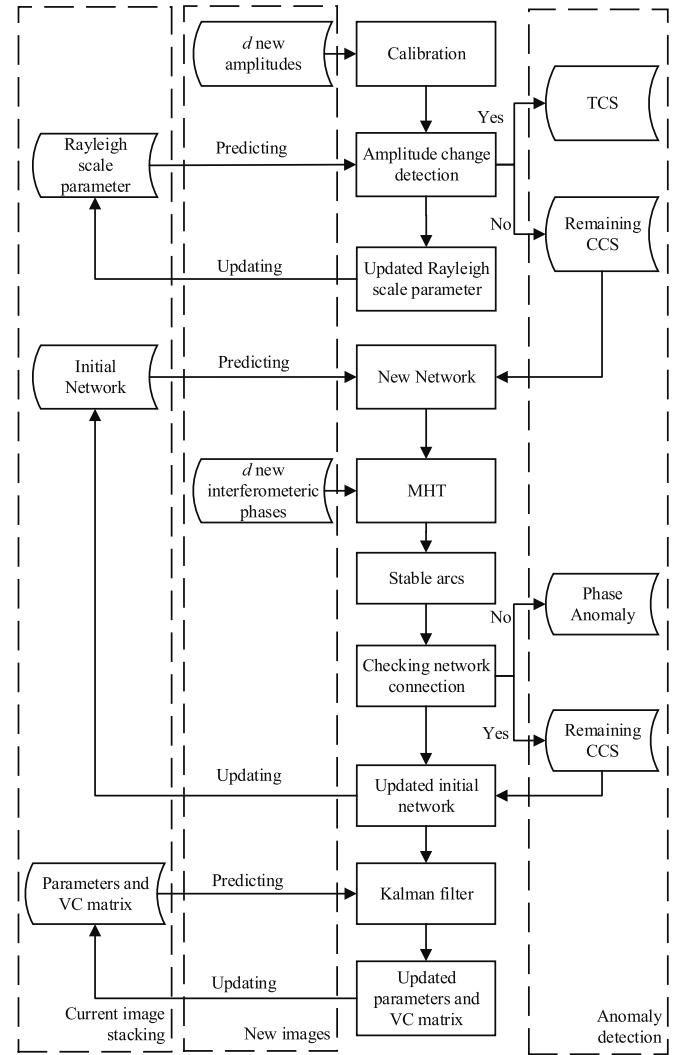 d new
amplitudes
Calibration
Yes
TCS
Rayleigh
scale
parameter
Predicting
Amplitude change
detection
No
Remaining
CCS
Updating
Updated Rayleigh
scale parameter
Initial
Network
Predicting
New Network
d new
interferometeric
phases
MHT
Stable arcs
No
Phase
Anomaly
Checking network
connection
Yes
Remaining
CCS
Updating
Updated initial
network
Parameters and
VC matrix
Predicting
Kalman filter
Updating
Updated
parameters and
VC matrix
Current image
stacking
New images
Anomaly
detection